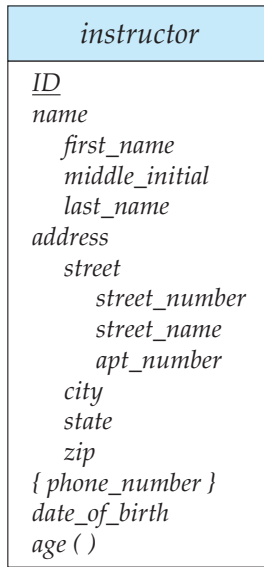 instructor
ID
name
first_name
middle_initial
last_name
address
street
street_number
street_name
apt_number
city
state
zip
{ phone_number }
date_of_birth
age ( )